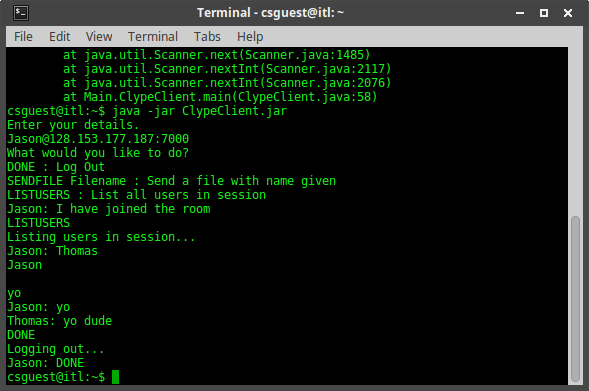 Terminal - csguest@itl: ~
File Edit View Terminal Tabs Help
at java.util.Scanner.next(Scanner.java:1485)
at java.util.Scanner.nextInt(Scanner.java:2117)
at java.util.Scanner.nextInt(Scanner.java:2076)
at Main.ClypeClient.main(ClypeClient.java:58)
csguest@itl:~$ java -jar ClypeClient.jar
Enter your details.
Jason@128.153.177.187:7000
What would you like to do?
DONE : Log Out
SENDFILE Filename : Send a file with name given
LISTUSERS : List all users in session
Jason: I have joined the room
LISTUSERS
Listing users in session...
Jason: Thomas
Jason
yo
Jason: yo
Thomas: yo dude
DONE
Logging out...
Jason: DONE
csguest@itl:~$